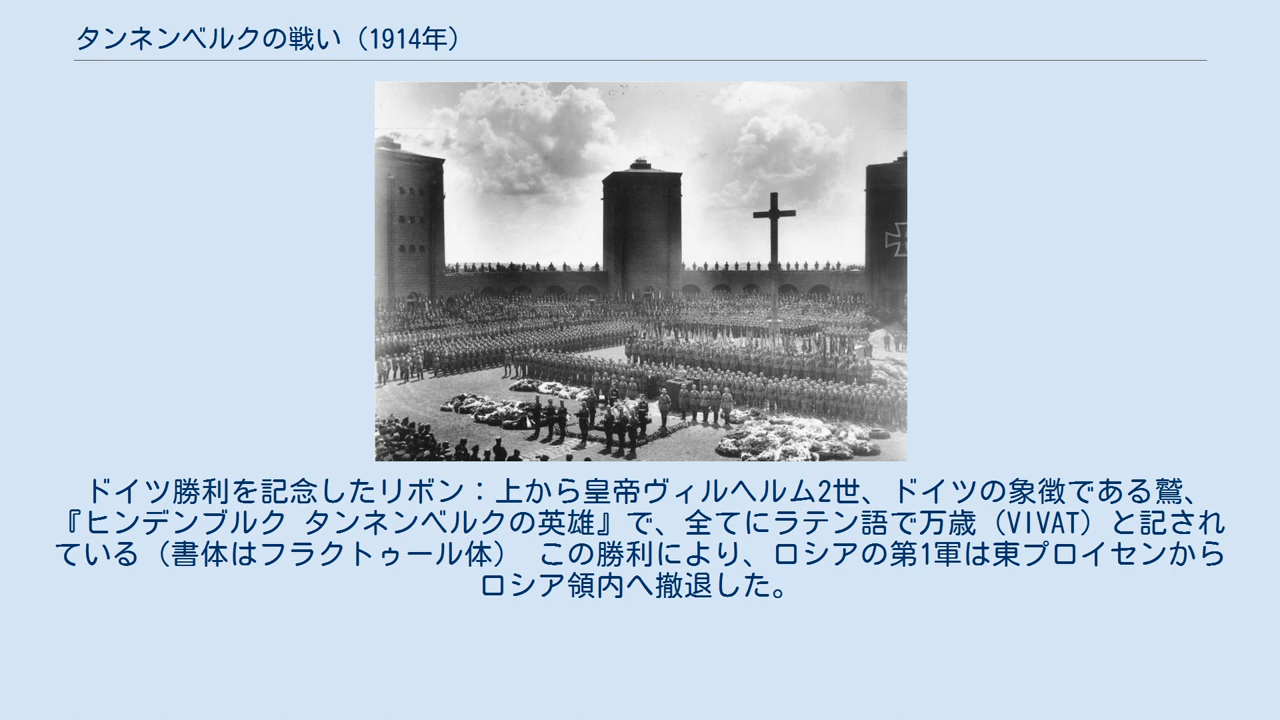 タンネンベルクの戦い（1914年）
ドイツ勝利を記念したリボン：上から皇帝ヴィルヘルム2世、ドイツの象徴である鷲、
『ヒンデンブルク タンネンベルクの英雄』で、全てにラテン語で万歳（VIVAT）と記され
ている（書体はフラクトゥール体） この勝利により、ロシアの第1軍は東プロイセンから
ロシア領内へ撤退した。